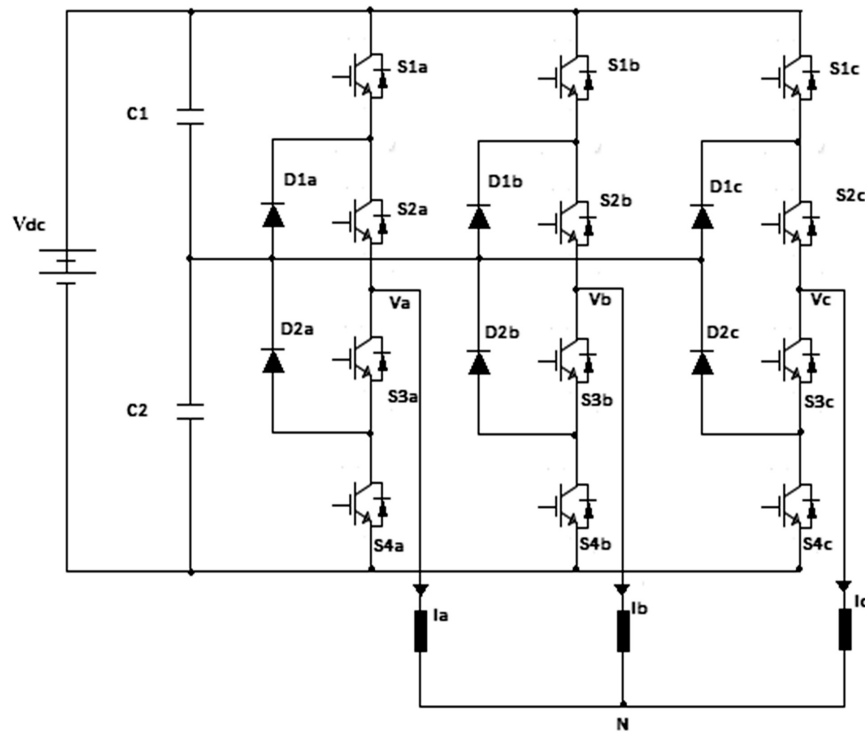 S1a
S1b
S1c
C1
D1a
D1b
D1c
S2a
S2b
S2c
Vdc
Va
Vb
Vc
D2a
D2b
D2c
S3a
S3b
S3c
C2
S4a
S4b
S4c
Ia
Ib
N